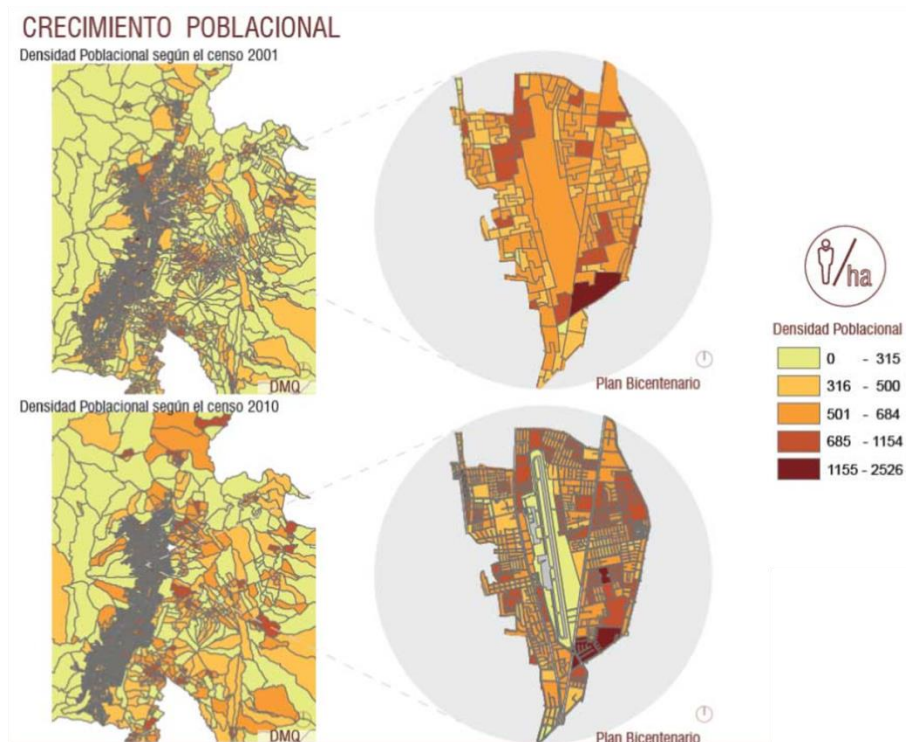 CRECIMIENTO POBLACIONAL
Densidad Poblacional según el censo 2001
DMQ
Plan Bicentenario
/ha
Densidad Poblacional
0 - 315
316 - 500
501 - 684
685 - 1154
1155 - 2526
Densidad Poblacional según el censo 2010
DMQ
Plan Bicentenario